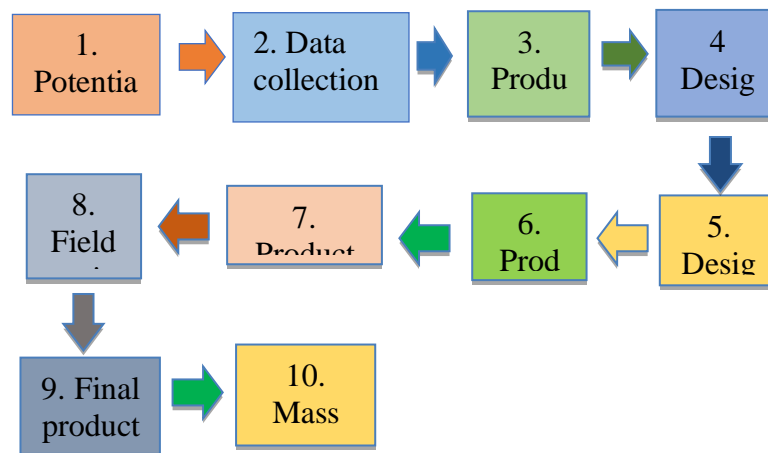 1.
Potentia
2. Data
collection
3.
Produ
4
Desig
5.
Desig
6.
Prod
7.
Product
8.
Field
9. Final
product
10.
Mass